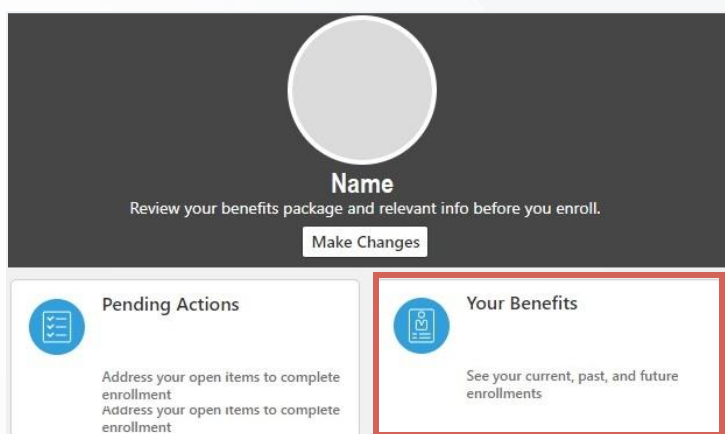 Name
Review your benefits package and relevant info before you enroll.
Make Changes
Pending Actions
Address your open items to complete
enrollment
Address your open items to complete
enrollment
Your Benefits
See your current, past, and future
enrollments